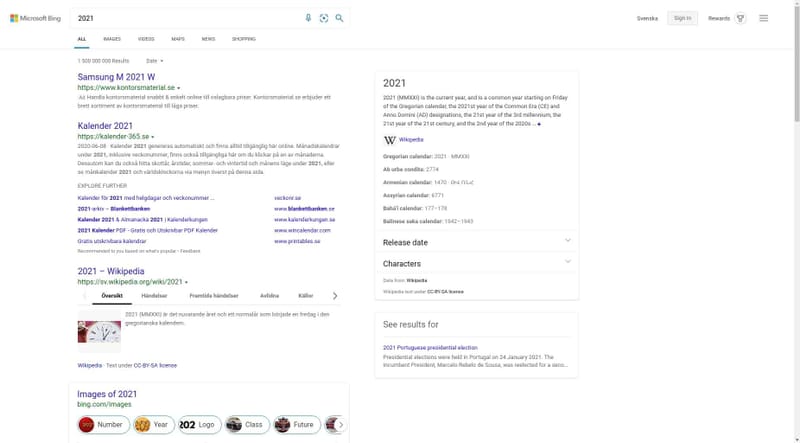 Microsoft Bing
2021
Svenska
Sign in
Rewards
ALL
IMAGES
VIDEOS
MAPS
NEWS
SHOPPING
1 500 000 000 Results
Date
Samsung M 2021 W
https://www.kontorsmaterial.se
Ad Handla kontorsmaterial snabbt & enkelt online till oslagbara priser. Kontorsmaterial.se erbjuder ett
brett sortiment av kontorsmaterial till låga priser.
Kalender 2021
https://kalender-365.se
2020-06-08 · Kalender 2021 genereras automatiskt och finns alltid tillgänglig här online. Månadskalendrar
under 2021, inklusive veckonummer, finns också tillgängliga här om du klickar på en av månaderna.
Dessutom kan du också hitta skottår, årstider, sommar- och vintertid och månens läge under 2021, eller
se månkalender 2021 och världsklockorna via menyn överst på denna sida.
EXPLORE FURTHER
Kalender för 2021 med helgdagar och veckonummer ...
veckonr.se
2021-arkiv – Blankettbanken
www.blankettbanken.se
Kalender 2021 & Almanacka 2021 | Kalenderkungen
www.kalenderkungen.se
2021 Kalender PDF - Gratis och Utskrivbar PDF Kalender
www.wincalendar.com
Gratis utskrivbara kalendrar
www.printables.se
Recommended to you based on what's popular • Feedback
2021 – Wikipedia
https://sv.wikipedia.org/wiki/2021
Översikt
Händelser
Framtida händelser
Avlidna
Källor
2021 (MMXXI) är det nuvarande året och ett normalår som började en fredag i den
gregorianska kalendern.
Wikipedia · Text under CC-BY-SA license
Images of 2021
bing.com/images
Number
Year
Logo
Class
Future
2021
2021 (MMXXI) is the current year, and is a common year starting on Friday
of the Gregorian calendar, the 2021st year of the Common Era (CE) and
Anno Domini (AD) designations, the 21st year of the 3rd millennium, the
21st year of the 21st century, and the 2nd year of the 2020s ...
W Wikipedia
Gregorian calendar: 2021 · MMXXI
Ab urbe condita: 2774
Armenian calendar: 1470
Assyrian calendar: 6771
Bahá'í calendar: 177–178
Balinese saka calendar: 1942–1943
Release date
Characters
Data from: Wikipedia
Wikipedia text under CC-BY-SA license
See results for
2021 Portuguese presidential election
Presidential elections were held in Portugal on 24 January 2021. The
incumbent President, Marcelo Rebelo de Sousa, was reelected for a seco...